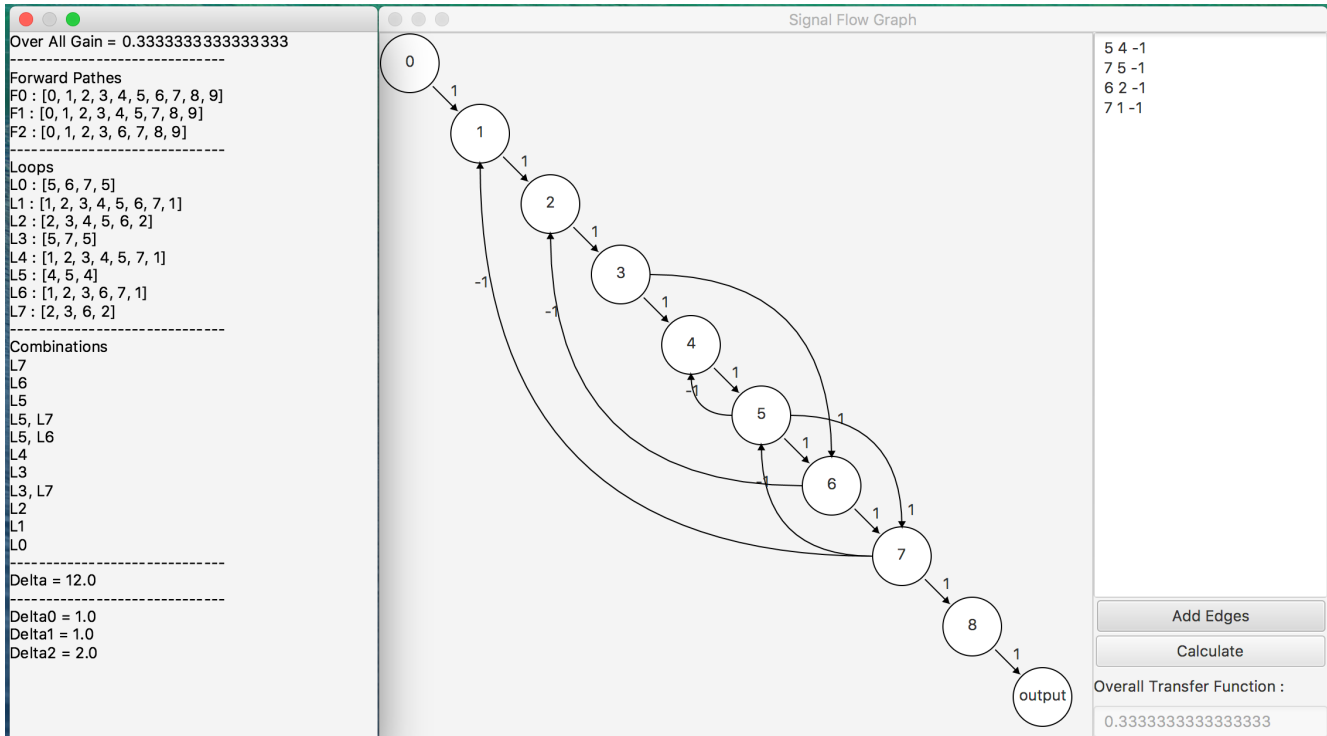 Over All Gain = 0.3333333333333333
------------------------------
Forward Pathes
F0 : [0, 1, 2, 3, 4, 5, 6, 7, 8, 9]
F1 : [0, 1, 2, 3, 4, 5, 7, 8, 9]
F2 : [0, 1, 2, 3, 6, 7, 8, 9]
------------------------------
Loops
L0 : [5, 6, 7, 5]
L1 : [1, 2, 3, 4, 5, 6, 7, 1]
L2 : [2, 3, 4, 5, 6, 2]
L3 : [5, 7, 5]
L4 : [1, 2, 3, 4, 5, 7, 1]
L5 : [4, 5, 4]
L6 : [1, 2, 3, 6, 7, 1]
L7 : [2, 3, 6, 2]
------------------------------
Combinations
L7
L6
L5
L5, L7
L5, L6
L4
L3
L3, L7
L2
L1
L0
------------------------------
Delta = 12.0
------------------------------
Delta0 = 1.0
Delta1 = 1.0
Delta2 = 2.0
Signal Flow Graph
0
1
1
1
2
1
3
-1
1
-1
4
1
-1
5
1
1
-1
6
1
1
7
1
8
1
output
5 4 -1
7 5 -1
6 2 -1
7 1 -1
Add Edges
Calculate
Overall Transfer Function :
0.3333333333333333